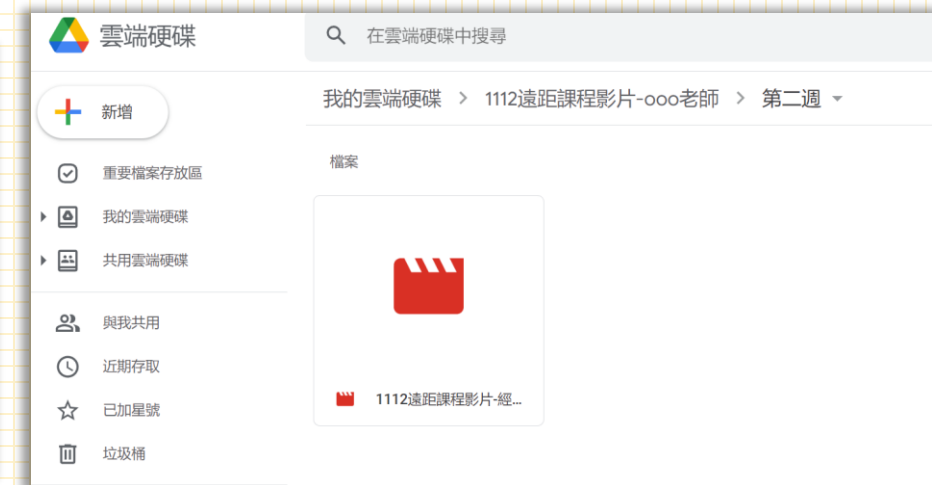 雲端硬碟
在雲端硬碟中搜尋
新增
我的雲端硬碟 > 1112遠距課程影片-ooo老師 > 第二週
檔案
重要檔案存放區
我的雲端硬碟
共用雲端硬碟
與我共用
近期存取
已加星號
垃圾桶
1112遠距課程影片-經...